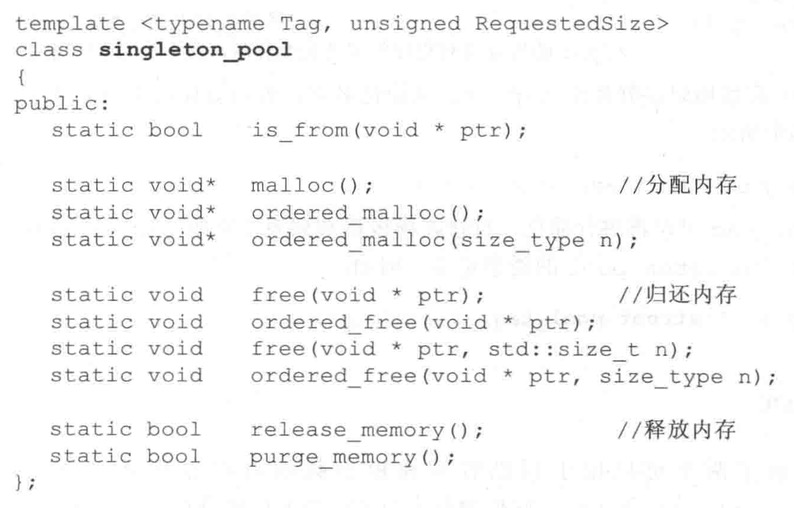 template <typename Tag, unsigned RequestedSize>
class singleton_pool
{
public:
static bool is_from(void * ptr);
static void* malloc(); //分配内存
static void* ordered_malloc();
static void* ordered_malloc(size_type n);
static void free(void * ptr); //归还内存
static void ordered_free(void * ptr);
static void free(void * ptr, std::size_t n);
static void ordered_free(void * ptr, size_type n);
static bool release_memory(); //释放内存
static bool purge_memory();
};